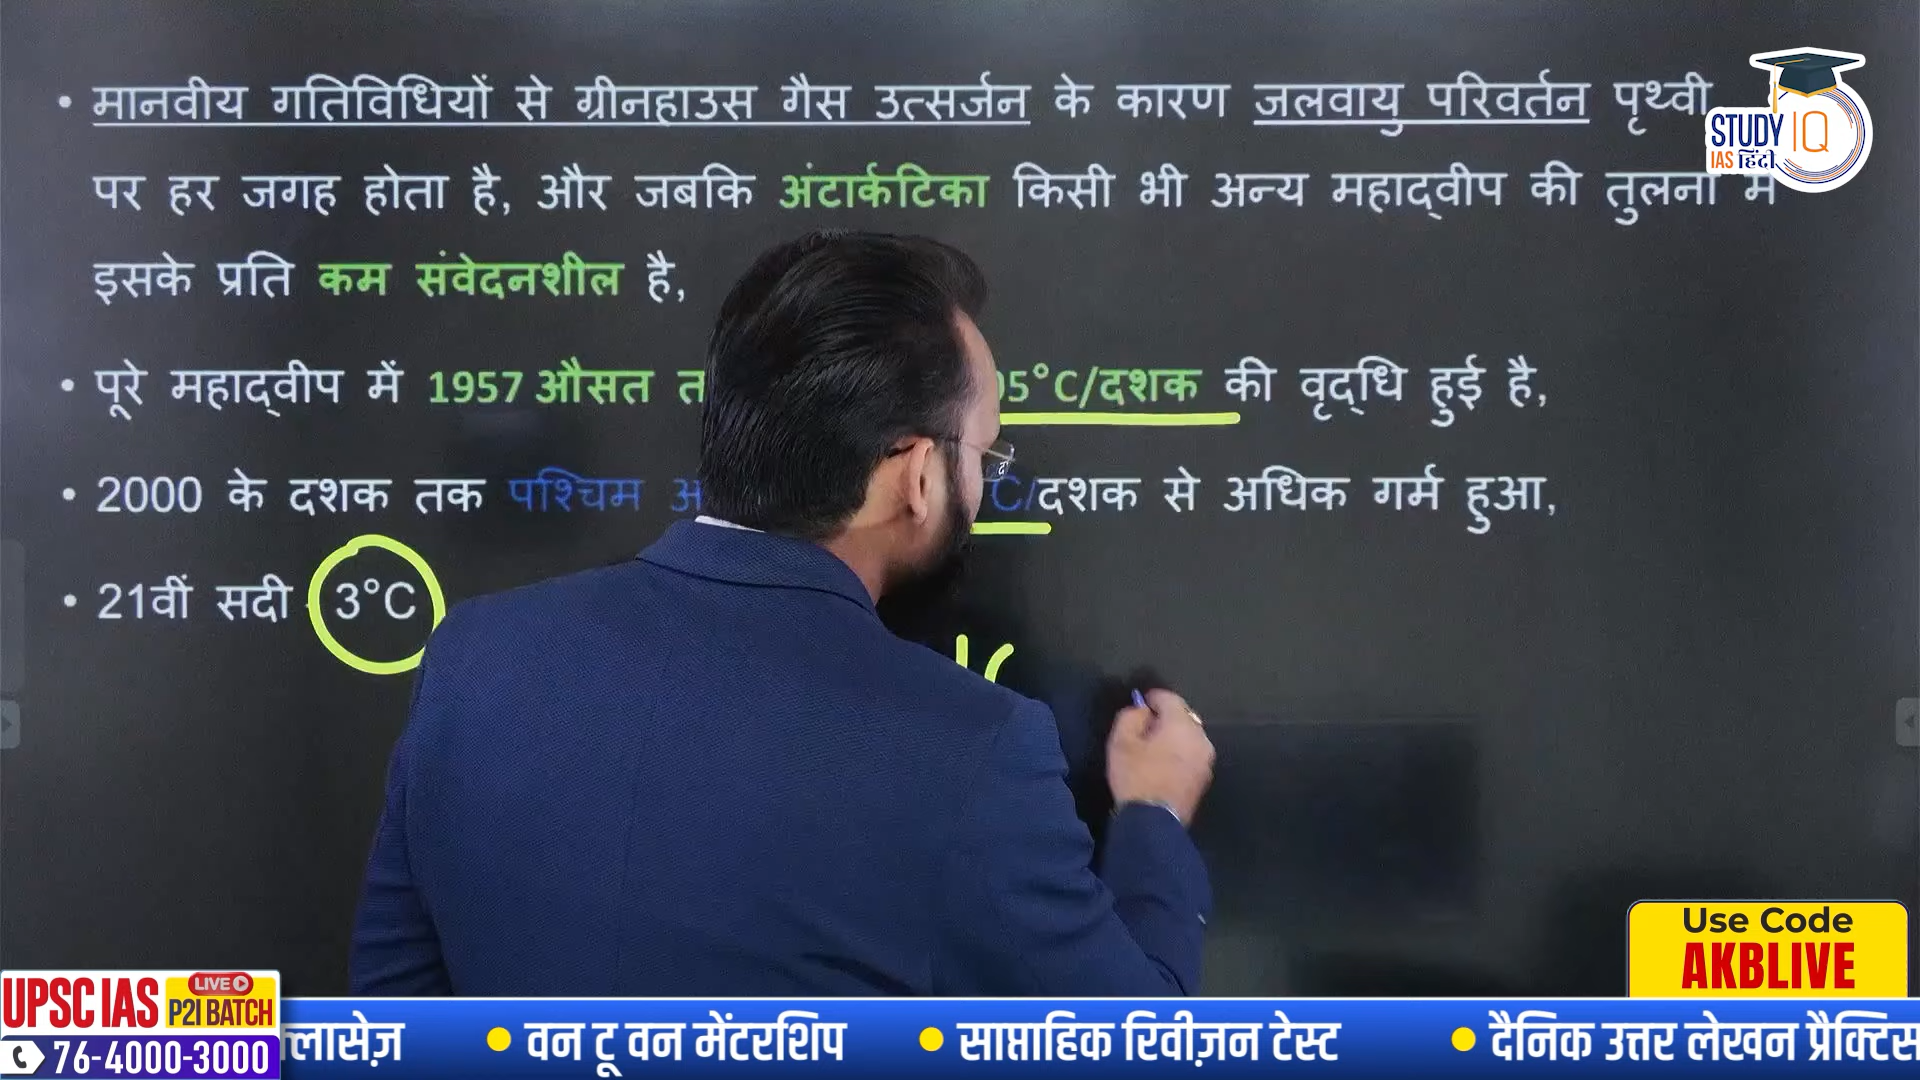 • मानवीय गतिविधियों से ग्रीनहाउस गैस उत्सर्जन के कारण जलवायु परिवर्तन पृथ्वी
पर हर जगह होता है, और जबकि अंटार्कटिका किसी भी अन्य महाद्वीप की तुलना में
इसके प्रति कम संवेदनशील है,
• पूरे महाद्वीप में 1957 औसत 05°C/दशक की वृद्धि हुई है,
• 2000 के दशक तक पश्चिम C/दशक से अधिक गर्म हुआ,
• 21वीं सदी 3°C
STUDY IQ
IAS हिंदी
Use Code
AKBLIVE
UPSC IAS LIVE P2I BATCH
76-4000-3000
क्लासेज़ • वन टू वन मेंटरशिप • साप्ताहिक रिवीज़न टेस्ट • दैनिक उत्तर लेखन प्रैक्टिस